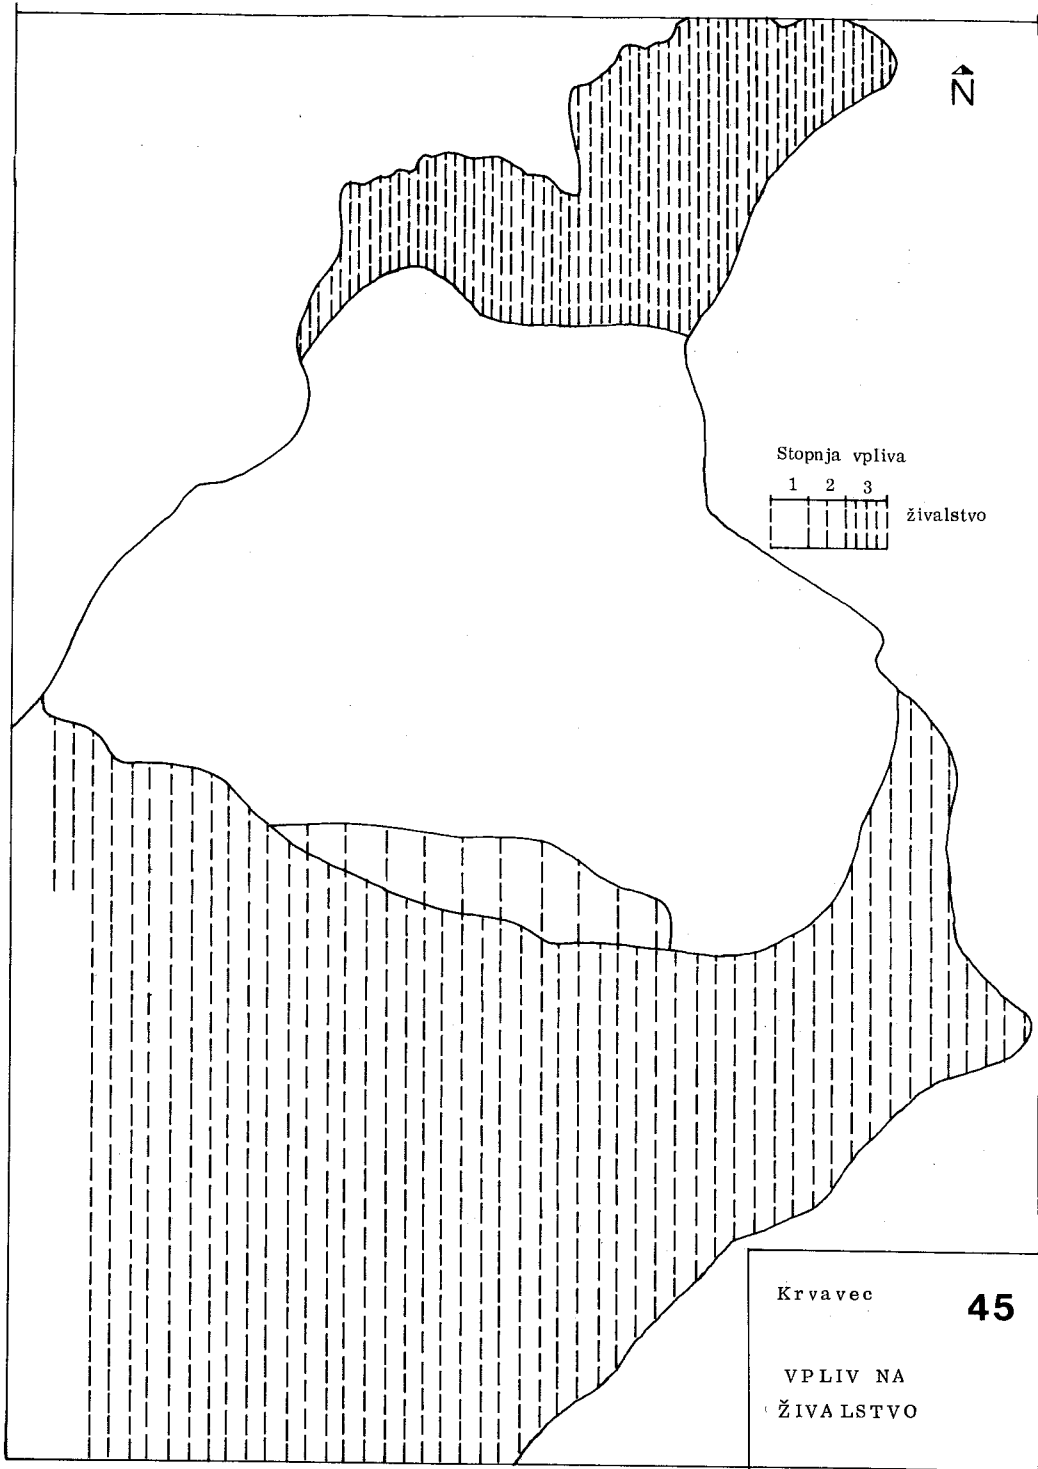 N
Stopnja vpliva
1 2 3
živalstvo
Krvavec
45
VPLIV NA
ŽIVALSTVO